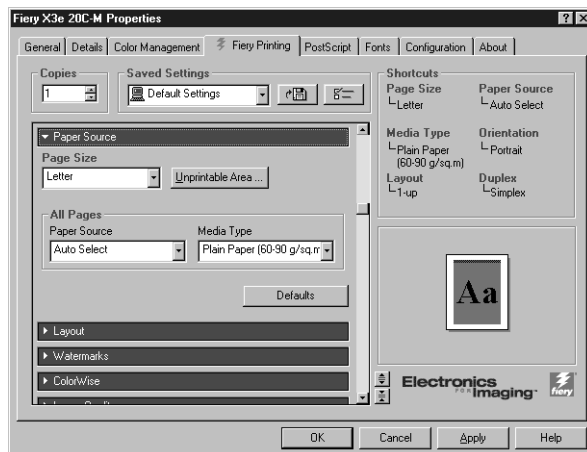 Fiery X3e 20C-M Properties
General Details Color Management Fiery Printing PostScript Fonts Configuration About
Copies
1
Saved Settings
Default Settings
Paper Source
Page Size
Letter
Unprintable Area ...
All Pages
Paper Source
Auto Select
Media Type
Plain Paper (60-90 g/sq.m
Defaults
Layout
Watermarks
ColorWise
Shortcuts
Page Size
Letter
Paper Source
Auto Select
Media Type
Plain Paper
(60-90 g/sq.m)
Orientation
Portrait
Layout
1-up
Duplex
Simplex
Aa
Electronics
FOR Imaging
fiery
OK Cancel Apply Help